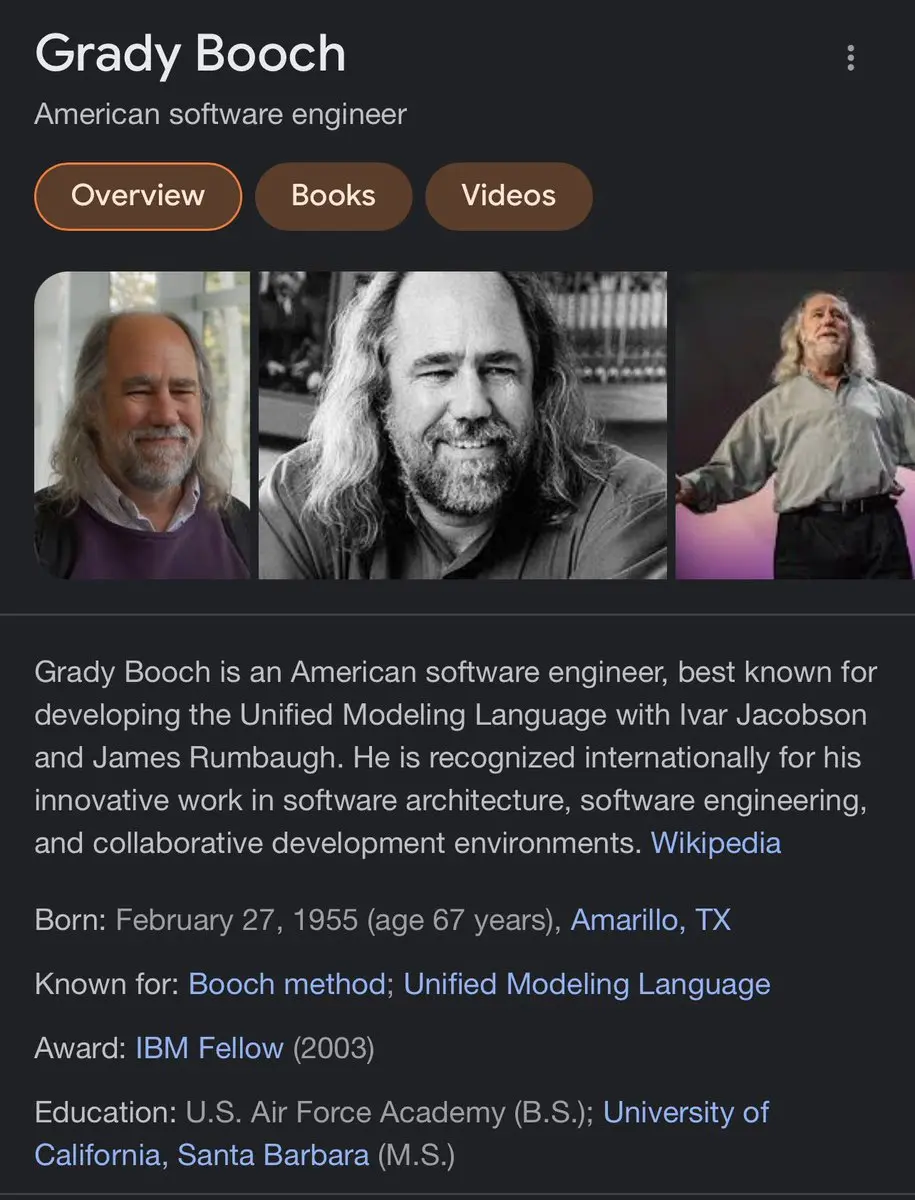 Grady Booch
American software engineer
Overview Books Videos
Grady Booch is an American software engineer, best known for
developing the Unified Modeling Language with Ivar Jacobson
and James Rumbaugh. He is recognized internationally for his
innovative work in software architecture, software engineering,
and collaborative development environments. Wikipedia
Born: February 27, 1955 (age 67 years), Amarillo, TX
Known for: Booch method; Unified Modeling Language
Award: IBM Fellow (2003)
Education: U.S. Air Force Academy (B.S.); University of
California, Santa Barbara (M.S.)